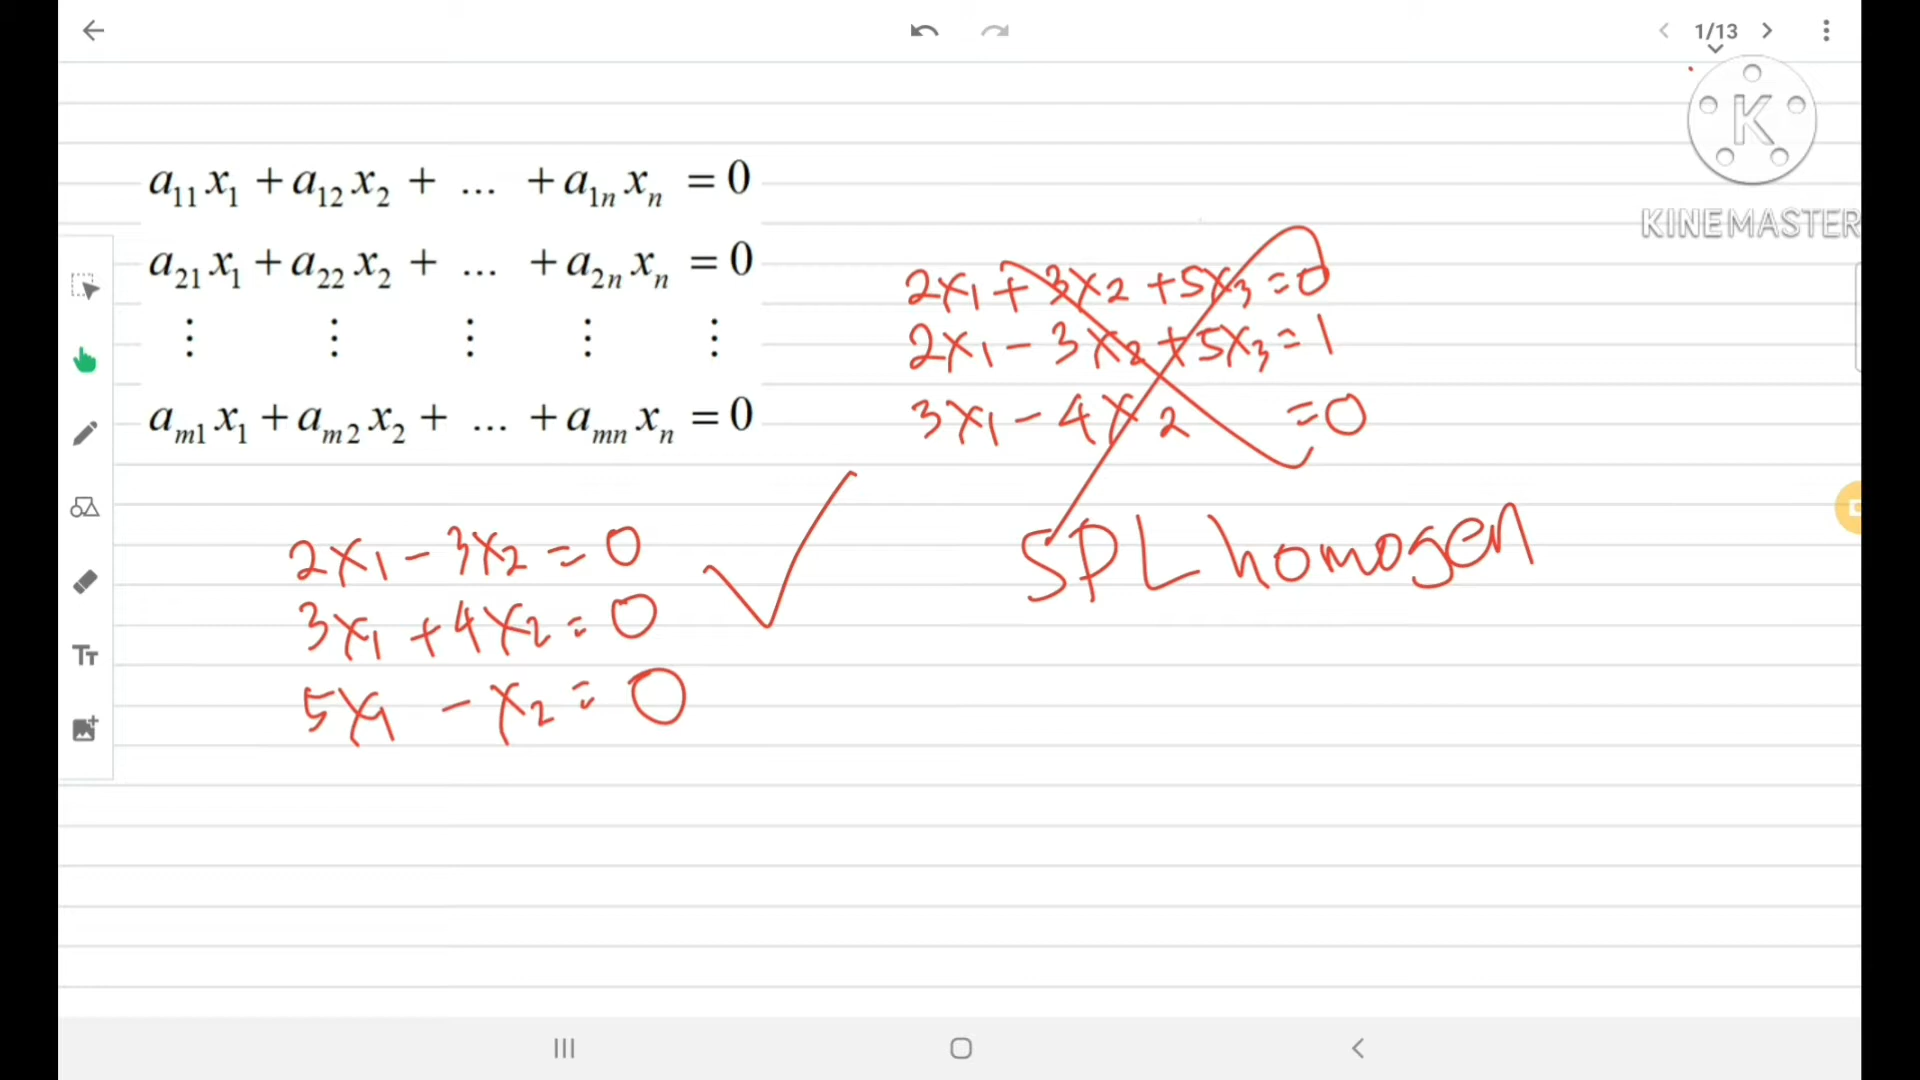 1/13
K
KINEMASTER
a₁₁x₁ + a₁₂x₂ + ... + a₁ₙxₙ = 0
a₂₁x₁ + a₂₂x₂ + ... + a₂ₙxₙ = 0
⋮ ⋮ ⋮ ⋮ ⋮
aₘ₁x₁ + aₘ₂x₂ + ... + aₘₙxₙ = 0
2x₁ + 3x₂ + 5x₃ = 0
2x₁ - 3x₂ + 5x₃ = 1
3x₁ - 4x₂ = 0
SPL homogen
2x₁ - 3x₂ = 0
3x₁ + 4x₂ = 0
5x₁ - x₂ = 0
Tт